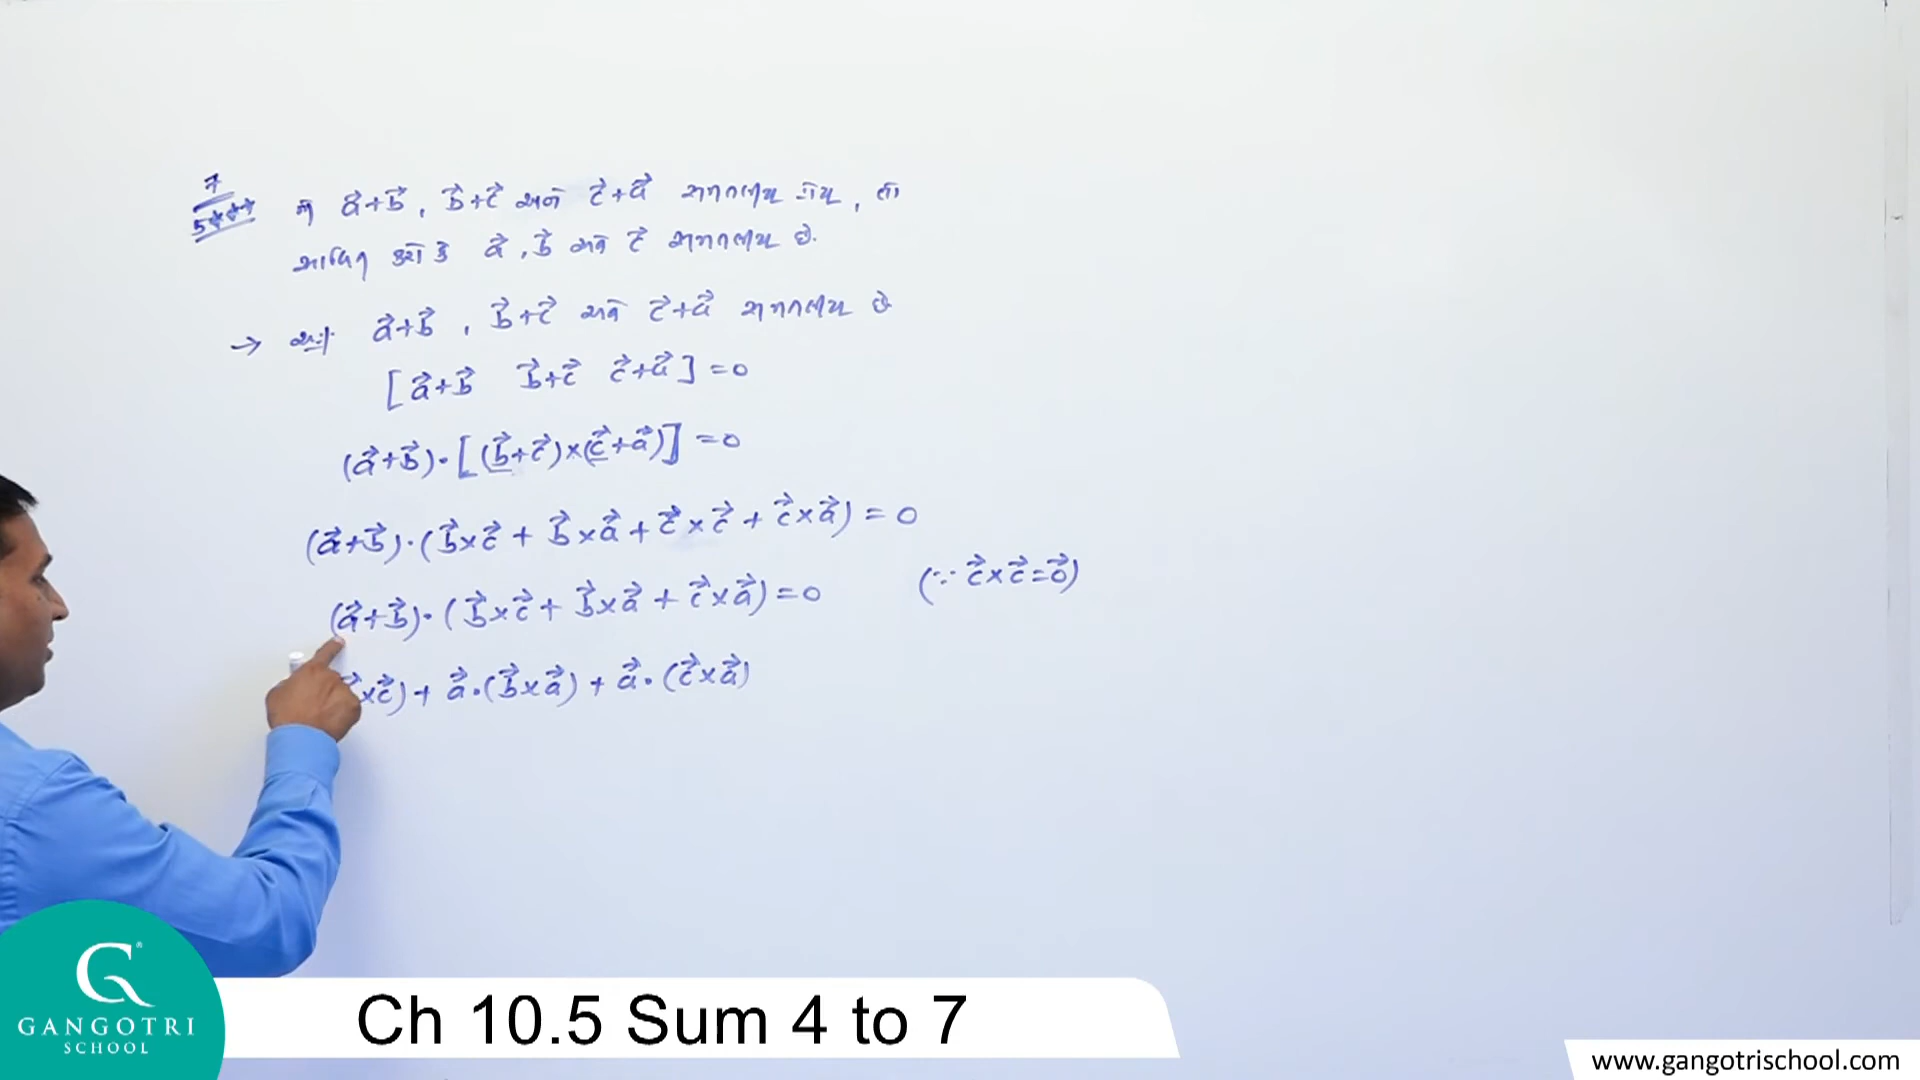 7
5***
જો a⃗+b⃗, b⃗+c⃗ અને c⃗+a⃗ સમતલીય હોય, તો
સાબિત કરો કે a⃗, b⃗ અને c⃗ સમતલીય છે.
→ અહીં a⃗+b⃗, b⃗+c⃗ અને c⃗+a⃗ સમતલીય છે
[a⃗+b⃗ b⃗+c⃗ c⃗+a⃗] = 0
(a⃗+b⃗)·[(b⃗+c⃗)×(c⃗+a⃗)] = 0
(a⃗+b⃗)·(b⃗×c⃗ + b⃗×a⃗ + c⃗×c⃗ + c⃗×a⃗) = 0
(a⃗+b⃗)·(b⃗×c⃗ + b⃗×a⃗ + c⃗×a⃗) = 0 (∵ c⃗×c⃗=0⃗)
×c⃗) + a⃗·(b⃗×a⃗) + a⃗·(c⃗×a⃗)
GANGOTRI
SCHOOL
Ch 10.5 Sum 4 to 7
www.gangotrischool.com